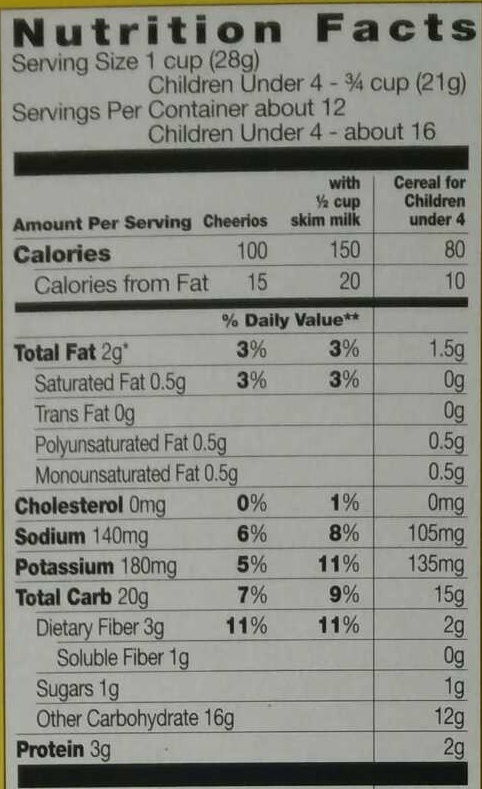 Nutrition Facts
Serving Size 1 cup (28g)
Children Under 4 - ¾ cup (21g)
Servings Per Container about 12
Children Under 4 - about 16
Amount Per Serving Cheerios with ½ cup skim milk Cereal for Children under 4
Calories 100 150 80
Calories from Fat 15 20 10
% Daily Value**
Total Fat 2g* 3% 3% 1.5g
Saturated Fat 0.5g 3% 3% 0g
Trans Fat 0g 0g
Polyunsaturated Fat 0.5g 0.5g
Monounsaturated Fat 0.5g 0.5g
Cholesterol 0mg 0% 1% 0mg
Sodium 140mg 6% 8% 105mg
Potassium 180mg 5% 11% 135mg
Total Carb 20g 7% 9% 15g
Dietary Fiber 3g 11% 11% 2g
Soluble Fiber 1g 0g
Sugars 1g 1g
Other Carbohydrate 16g 12g
Protein 3g 2g